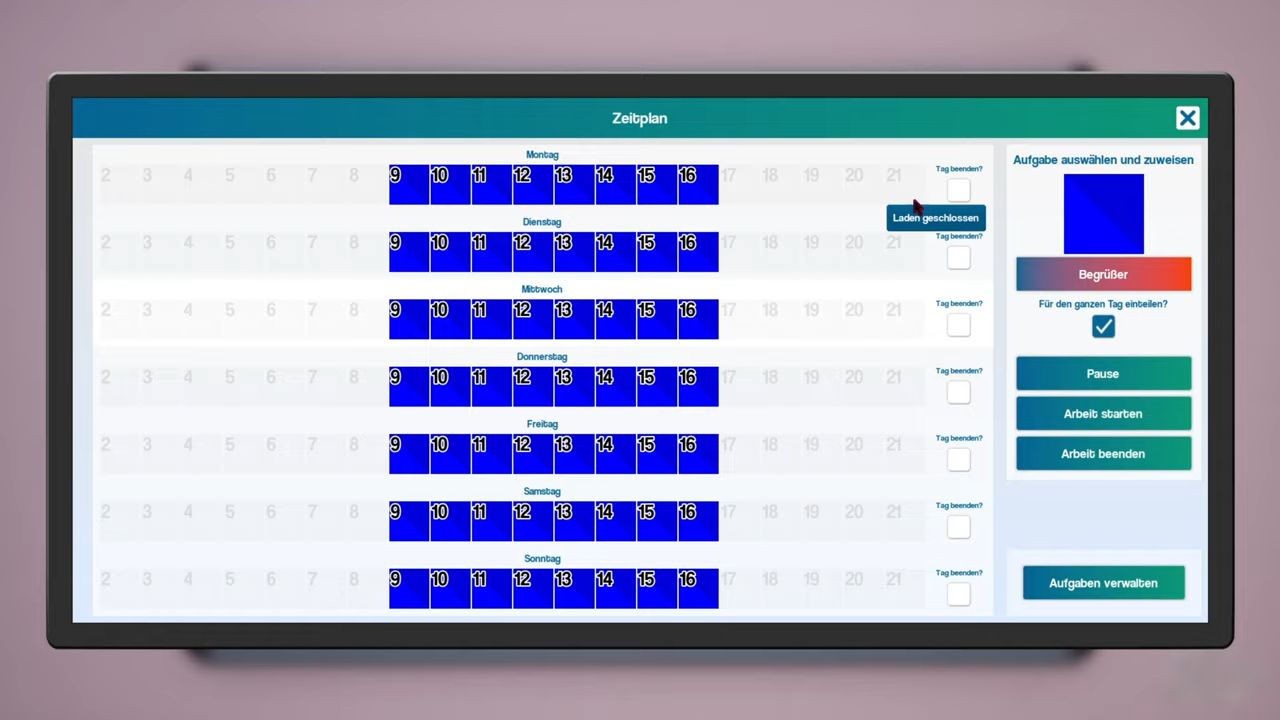 Zeitplan
Montag
2 3 4 5 6 7 8 9 10 11 12 13 14 15 16 17 18 19 20 21
Tag beenden?
Laden geschlossen
Dienstag
2 3 4 5 6 7 8 9 10 11 12 13 14 15 16 17 18 19 20 21
Tag beenden?
Mittwoch
2 3 4 5 6 7 8 9 10 11 12 13 14 15 16 17 18 19 20 21
Tag beenden?
Donnerstag
2 3 4 5 6 7 8 9 10 11 12 13 14 15 16 17 18 19 20 21
Tag beenden?
Freitag
2 3 4 5 6 7 8 9 10 11 12 13 14 15 16 17 18 19 20 21
Tag beenden?
Samstag
2 3 4 5 6 7 8 9 10 11 12 13 14 15 16 17 18 19 20 21
Tag beenden?
Sonntag
2 3 4 5 6 7 8 9 10 11 12 13 14 15 16 17 18 19 20 21
Tag beenden?
Aufgabe auswählen und zuweisen
Begrüßer
Für den ganzen Tag einteilen?
Pause
Arbeit starten
Arbeit beenden
Aufgaben verwalten